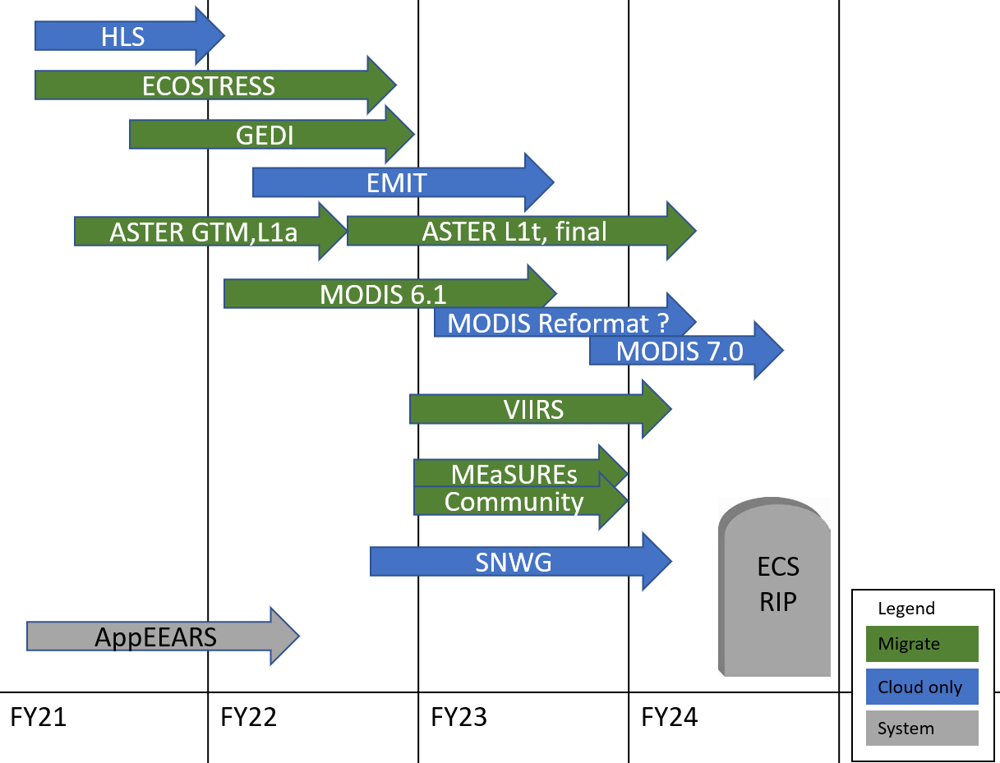 HLS
ECOSTRESS
GEDI
EMIT
ASTER GTM,L1a
ASTER L1t, final
MODIS 6.1
MODIS Reformat ?
MODIS 7.0
VIIRS
MEaSUREs
Community
SNWG
ECS
RIP
AppEEARS
Legend
Migrate
Cloud only
System
FY21
FY22
FY23
FY24